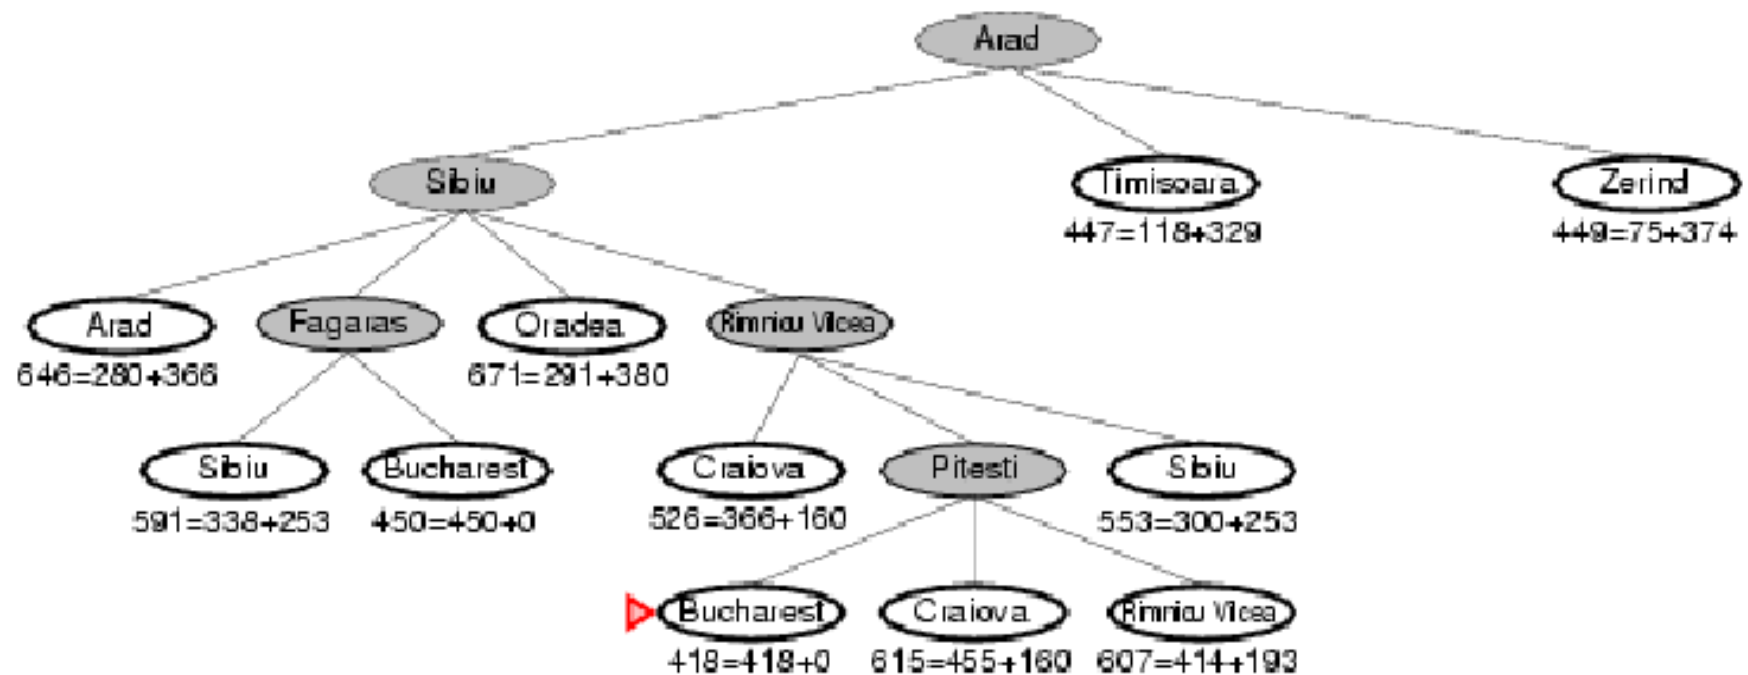 Arad
Sibiu
Timisoara
Zerind
447=118+329
449=75+374
Arad
Fagaras
Oradea
Rimnicu Vilcea
646=280+366
671=291+380
Sibiu
Bucharest
Craiova
Pitesti
Sibiu
591=338+253
450=450+0
526=366+160
553=300+253
Bucharest
Craiova
Rimnicu Vilcea
418=418+0
615=455+160
607=414+193